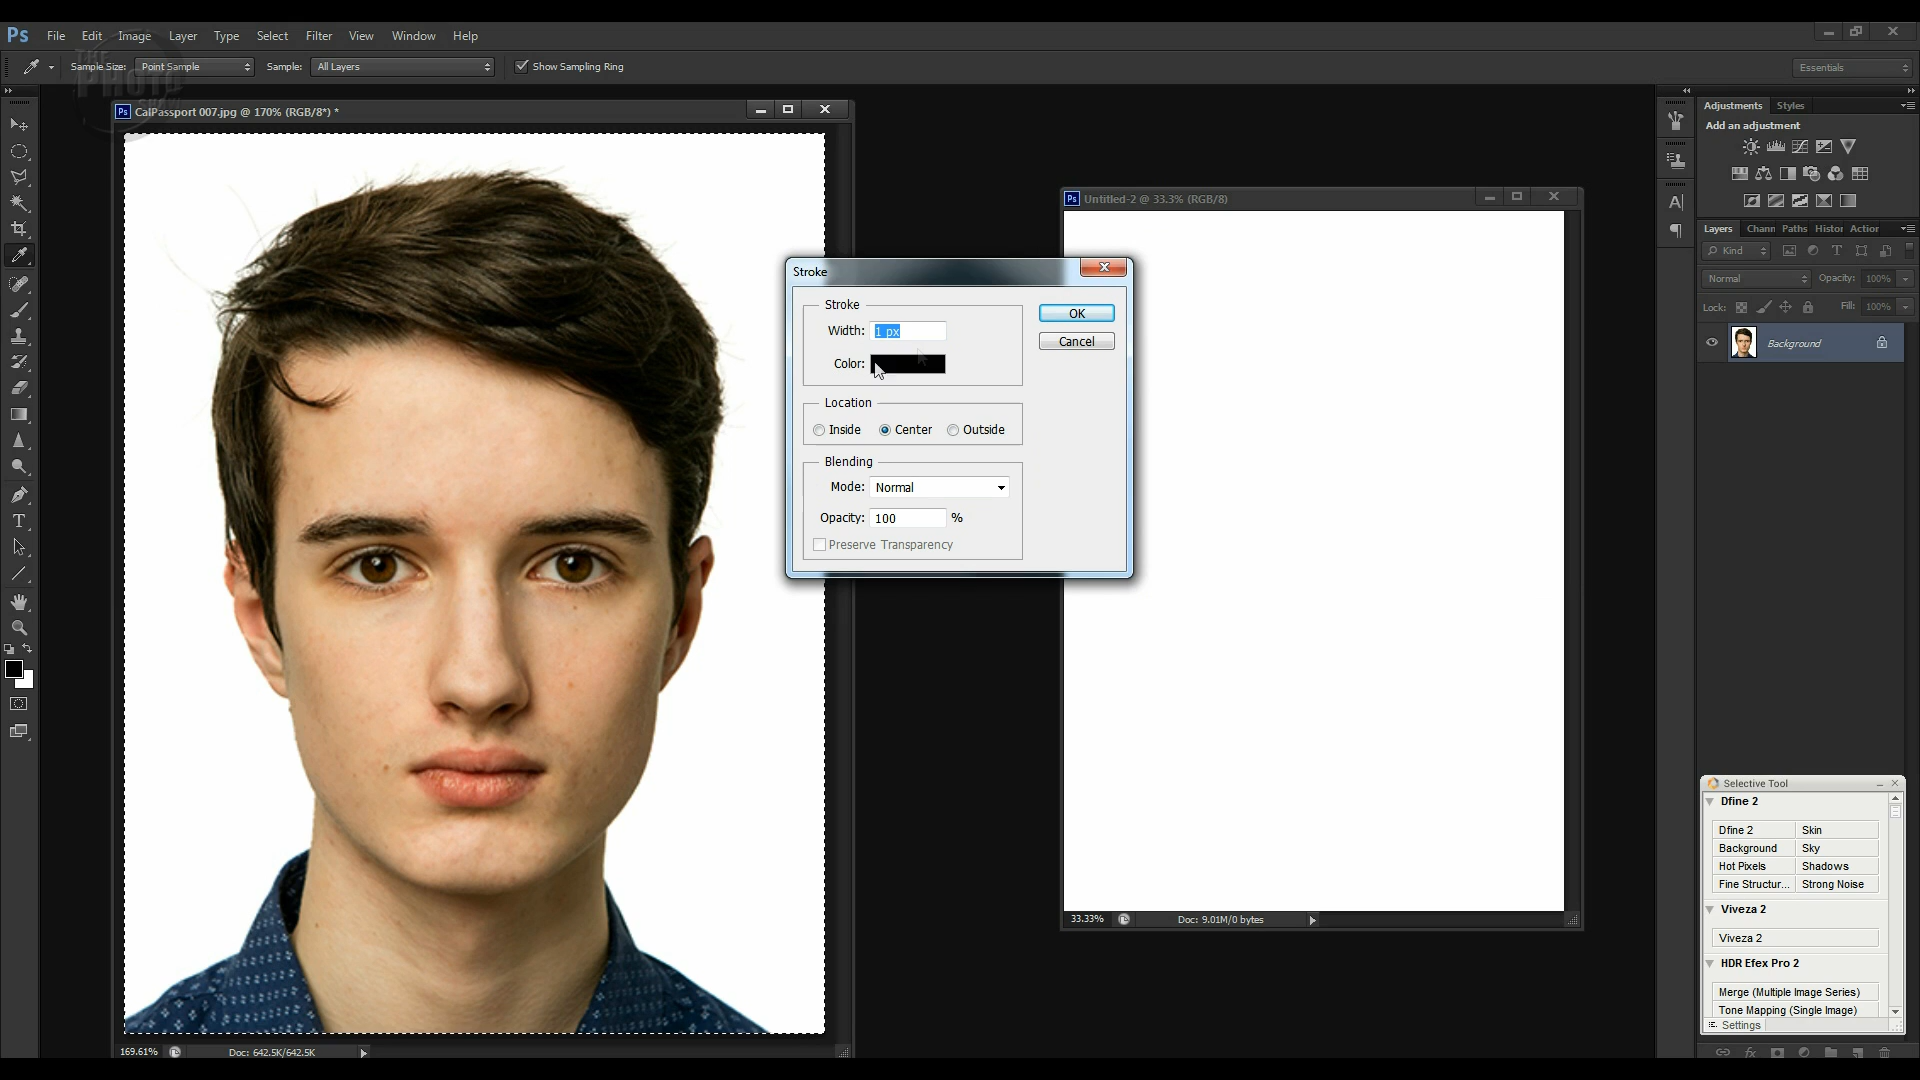 Ps File Edit Image Layer Type Select Filter View Window Help
THE PHOTO SHOW
Sample Size: Point Sample Sample: All Layers Show Sampling Ring Essentials
CalPassport 007.jpg @ 170% (RGB/8*) *
Untitled-2 @ 33.3% (RGB/8)
Stroke
Stroke
Width: 1 px
Color:
OK
Cancel
Location
Inside Center Outside
Blending
Mode: Normal
Opacity: 100 %
Preserve Transparency
169.61% Doc: 642.5K/642.5K
33.33% Doc: 9.01M/0 bytes
Adjustments Styles
Add an adjustment
Layers Chann Paths Histor Action
Kind
Normal Opacity: 100%
Lock: Fill: 100%
Background
Selective Tool
Dfine 2
Dfine 2 Skin
Background Sky
Hot Pixels Shadows
Fine Structur... Strong Noise
Viveza 2
Viveza 2
HDR Efex Pro 2
Merge (Multiple Image Series)
Tone Mapping (Single Image)
Settings